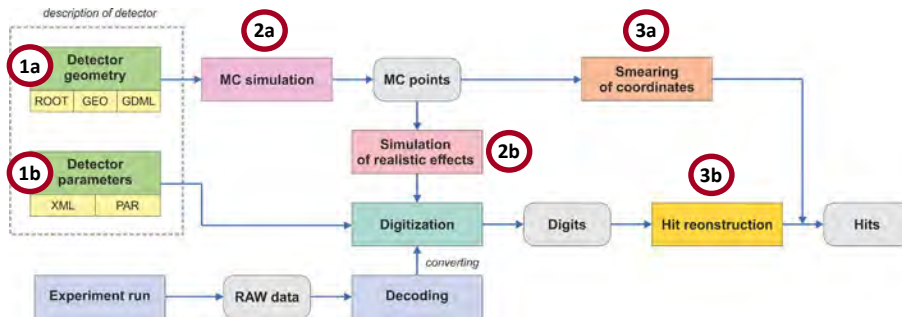 description of detector
2a
3a
1a
Detector
geometry
ROOT GEO GDML
MC simulation
MC points
Smearing
of coordinates
Simulation
of realistic effects
2b
1b
Detector
parameters
XML PAR
3b
Digitization
Digits
Hit reconstruction
Hits
converting
Experiment run
RAW data
Decoding